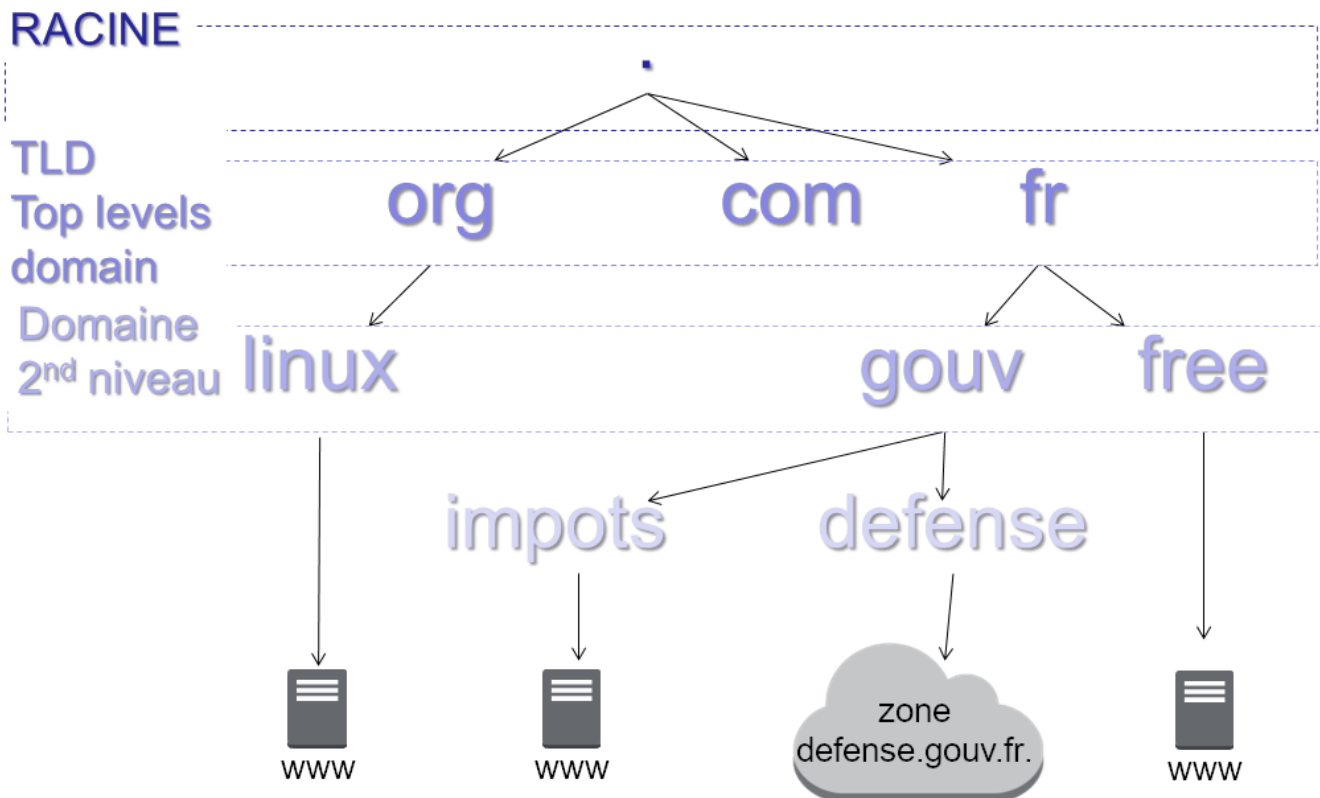 RACINE
.
TLD
Top levels
domain
org com fr
Domaine
2nd niveau
linux gouv free
impots defense
zone
defense.gouv.fr.
www www www